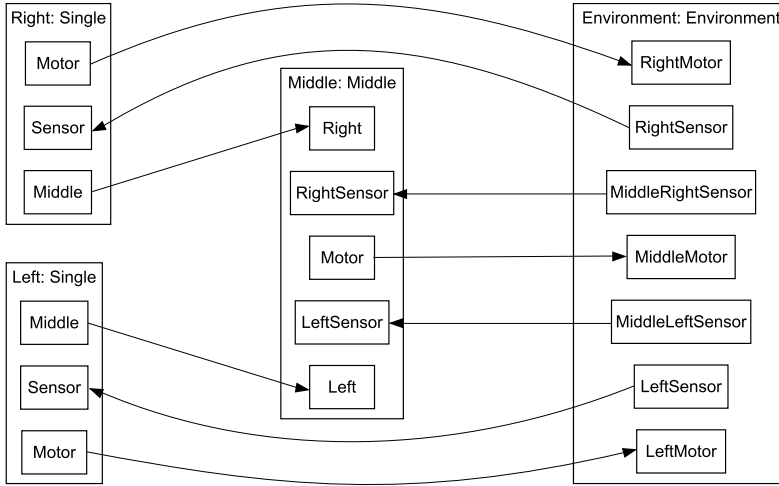 Right: Single
Motor
Sensor
Middle
Left: Single
Middle
Sensor
Motor
Middle: Middle
Right
RightSensor
Motor
LeftSensor
Left
Environment: Environment
RightMotor
RightSensor
MiddleRightSensor
MiddleMotor
MiddleLeftSensor
LeftSensor
LeftMotor